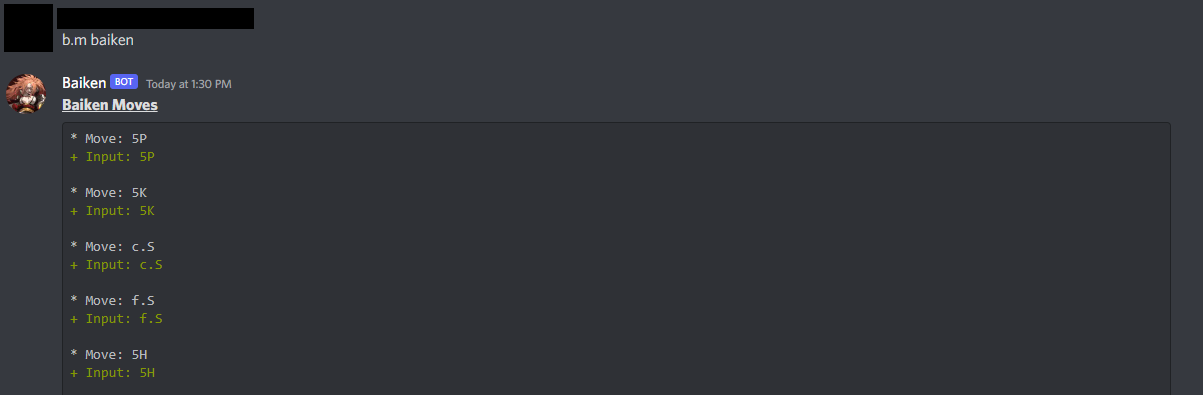 b.m baiken
Baiken BOT Today at 1:30 PM
Baiken Moves
* Move: 5P
+ Input: 5P
* Move: 5K
+ Input: 5K
* Move: c.S
+ Input: c.S
* Move: f.S
+ Input: f.S
* Move: 5H
+ Input: 5H